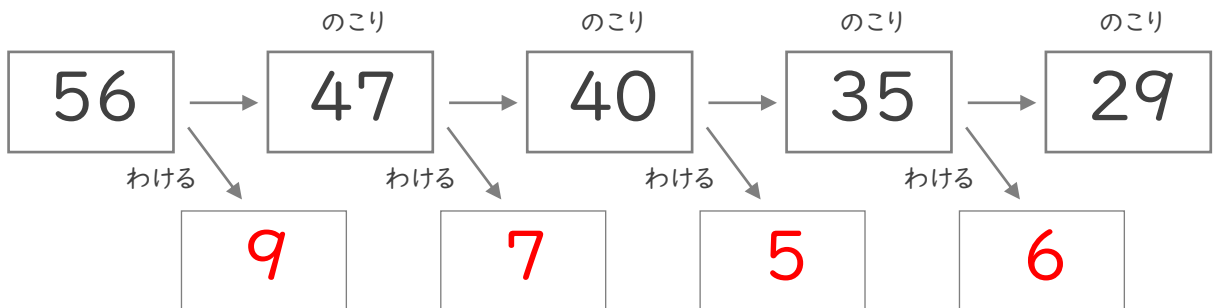 のこり のこり のこり のこり
56 47 40 35 29
わける わける わける わける
9 7 5 6